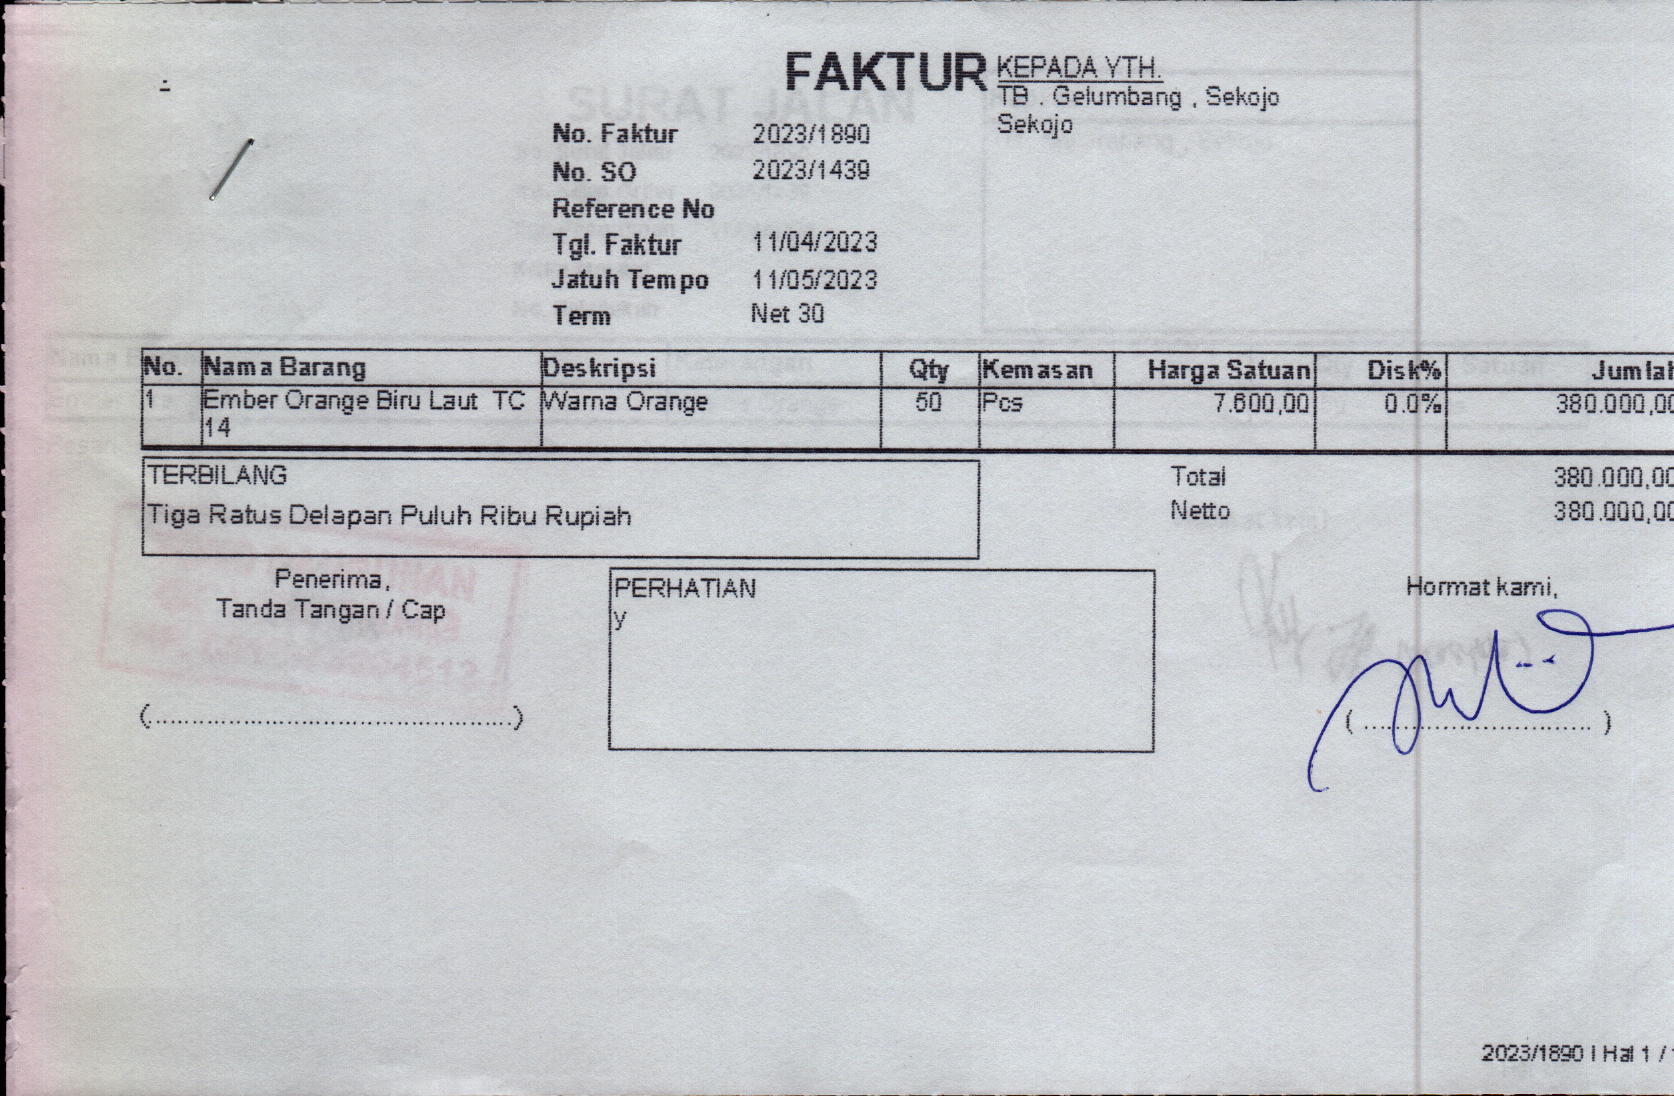 FAKTUR
KEPADA YTH.
TB . Gelumbang , Sekojo
Sekojo
No. Faktur 2023/1890
No. SO 2023/1439
Reference No
Tgl. Faktur 11/04/2023
Jatuh Tempo 11/05/2023
Term Net 30
No. Nama Barang Deskripsi Qty Kemasan Harga Satuan Disk% Jumlah
1 Ember Orange Biru Laut TC Warna Orange 50 Pcs 7.600,00 0.0% 380.000,00
14
TERBILANG
Tiga Ratus Delapan Puluh Ribu Rupiah
Total 380.000,00
Netto 380.000,00
Penerima,
Tanda Tangan / Cap
(..................................................)
PERHATIAN
y
Hormat kami,
( ............................... )
2023/1890 | Hal 1 /
SURAT JALAN